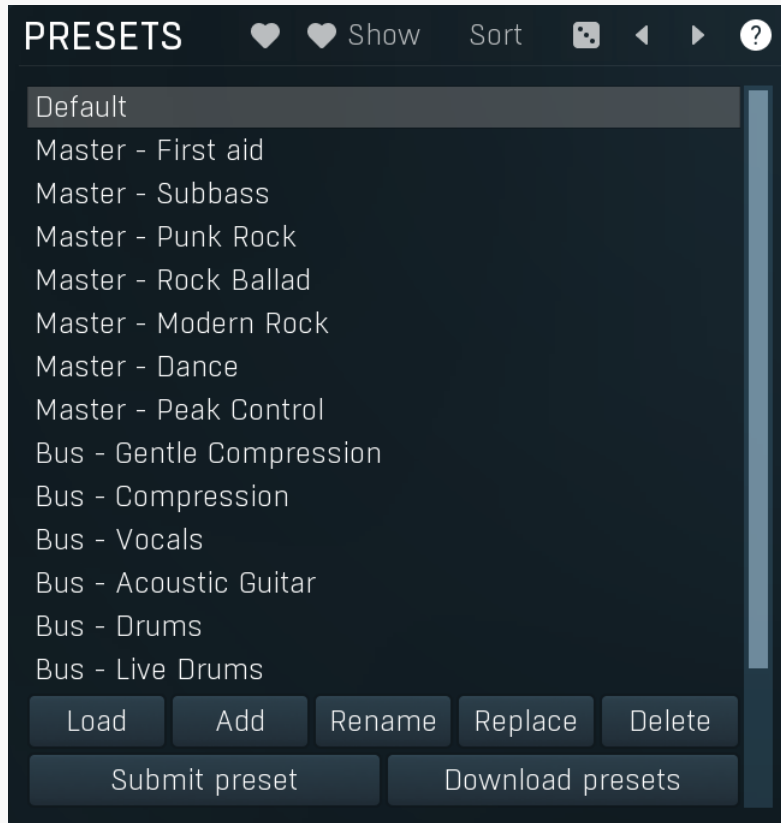 PRESETS Show Sort ?
Default
Master - First aid
Master - Subbass
Master - Punk Rock
Master - Rock Ballad
Master - Modern Rock
Master - Dance
Master - Peak Control
Bus - Gentle Compression
Bus - Compression
Bus - Vocals
Bus - Acoustic Guitar
Bus - Drums
Bus - Live Drums
Load Add Rename Replace Delete
Submit preset Download presets